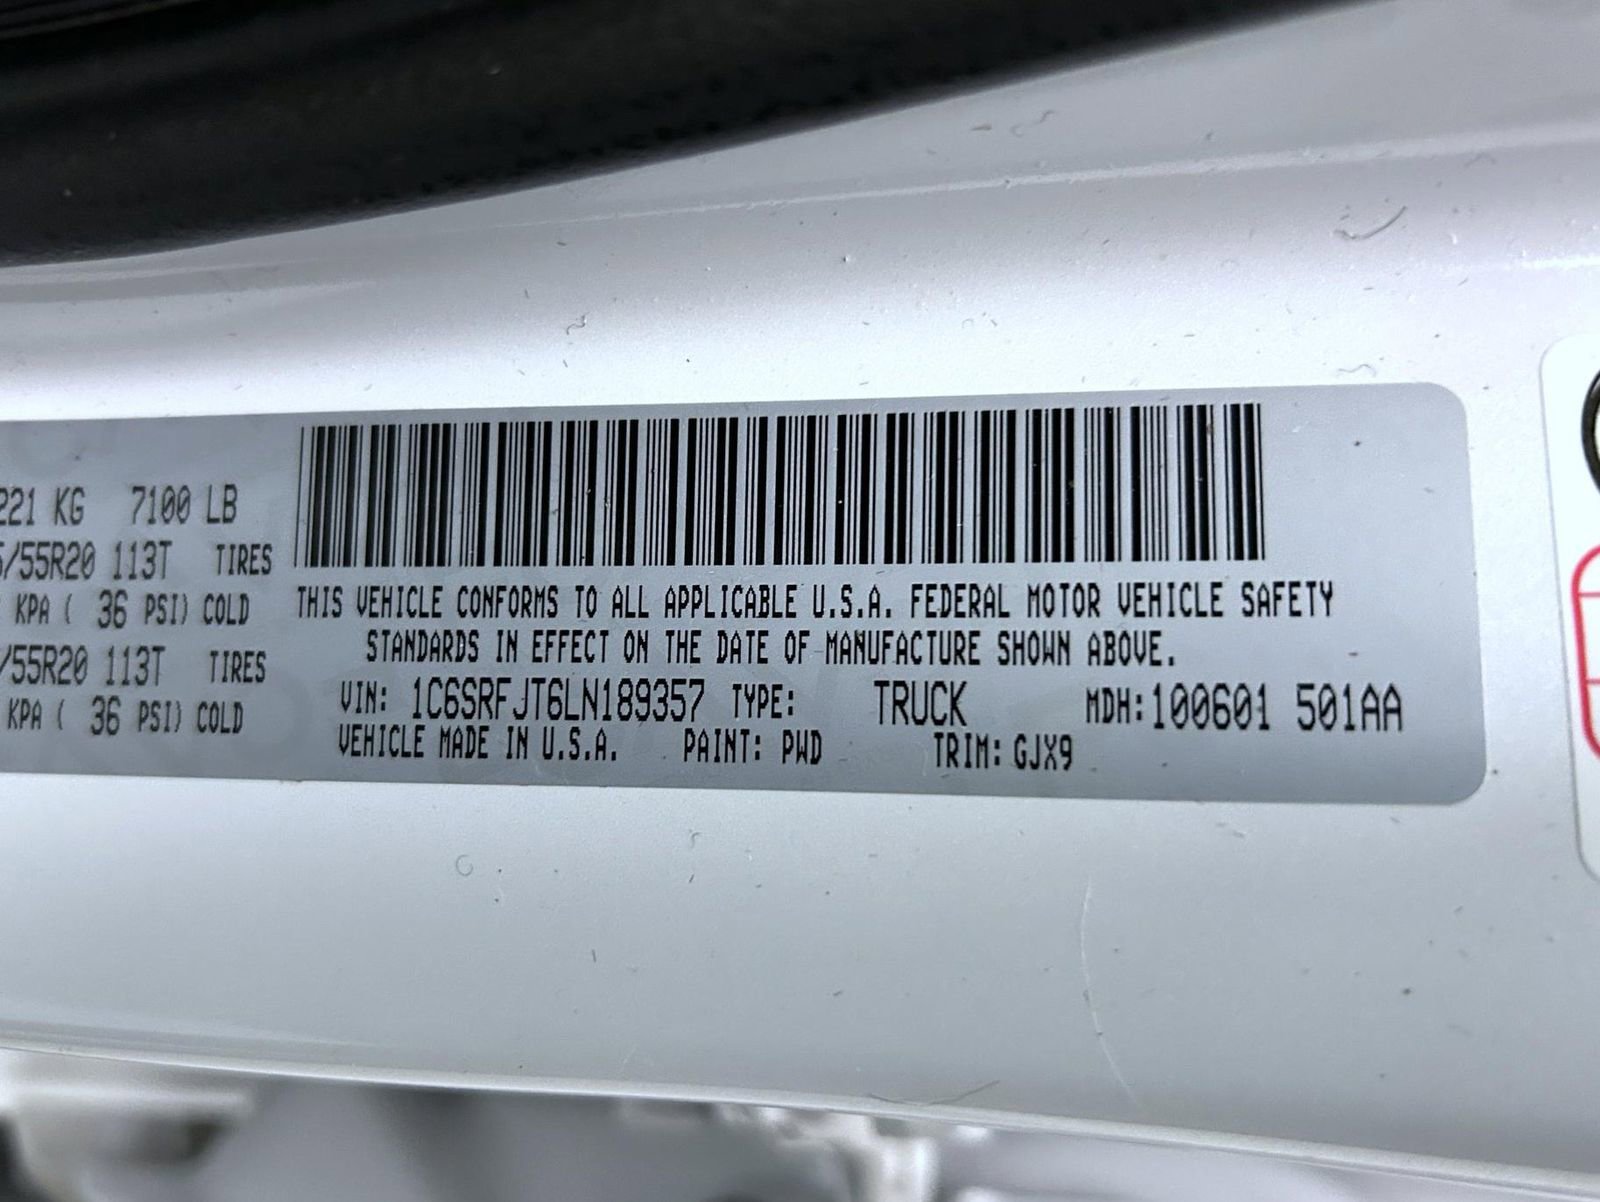 221 KG 7100 LB
/55R20 113T TIRES
KPA ( 36 PSI) COLD
/55R20 113T TIRES
KPA ( 36 PSI) COLD
THIS VEHICLE CONFORMS TO ALL APPLICABLE U.S.A. FEDERAL MOTOR VEHICLE SAFETY
STANDARDS IN EFFECT ON THE DATE OF MANUFACTURE SHOWN ABOVE.
VIN: 1C6SRFJT6LN189357 TYPE: TRUCK MDH:100601 501AA
VEHICLE MADE IN U.S.A. PAINT: PWD TRIM: GJX9